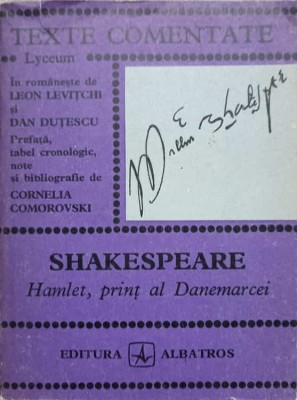 TEXTE COMENTATE
Lyceum
În românește de
LEON LEVIȚCHI
și
DAN DUȚESCU
Prefață,
tabel cronologic,
note
și bibliografie de
CORNELIA
COMOROVSKI
SHAKESPEARE
Hamlet, prinț al Danemarcei
EDITURA A ALBATROS